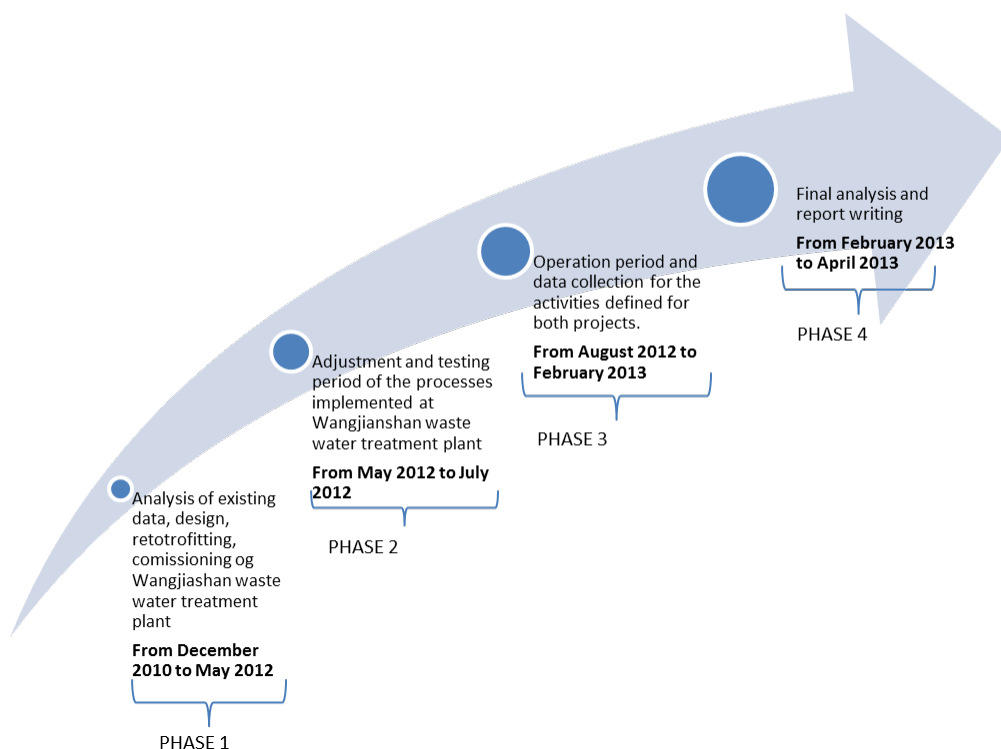 Analysis of existing
data, design,
retotrofitting,
comissioning og
Wangjiashan waste
water treatment
plant
From December
2010 to May 2012
PHASE 1
Adjustment and testing
period of the processes
implemented at
Wangjianshan waste
water treatment plant
From May 2012 to July
2012
PHASE 2
Operation period and
data collection for the
activities defined for
both projects.
From August 2012 to
February 2013
PHASE 3
Final analysis and
report writing
From February 2013
to April 2013
PHASE 4